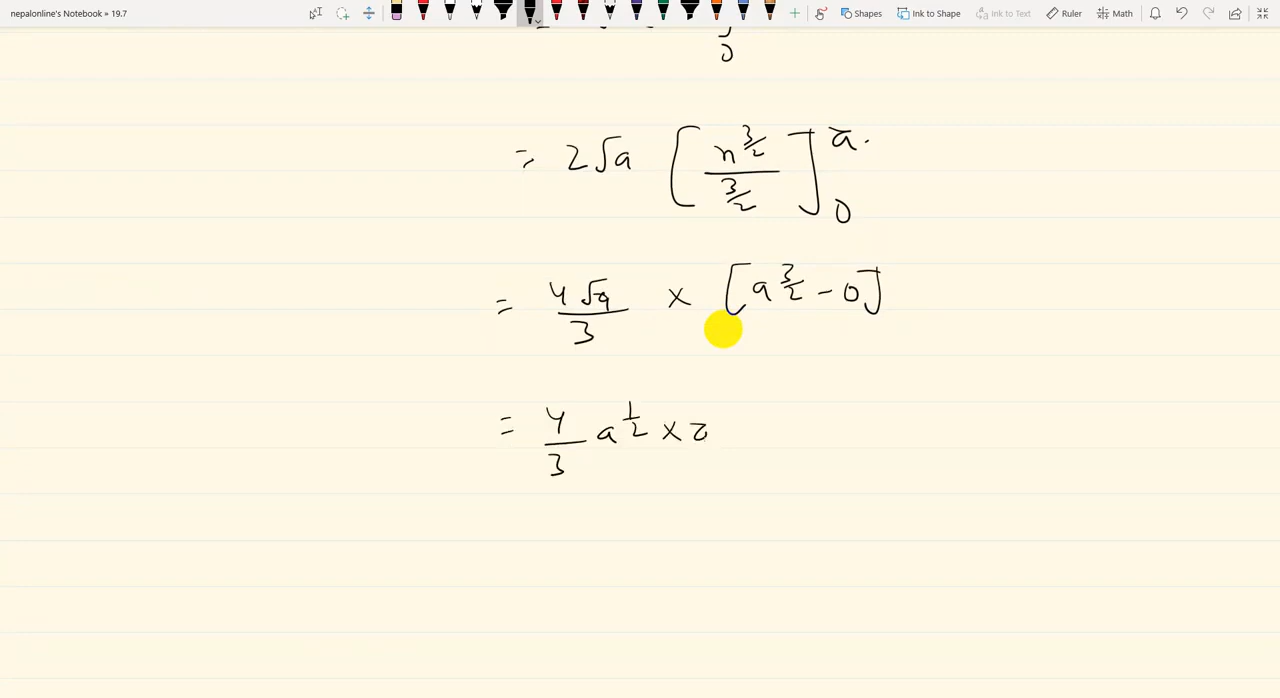 nepalonline's Notebook » 19.7 Shapes Ink to Shape Ink to Text Ruler Math
0
= 2√a [n^{3/2} / (3/2)]_0^a.
= 4√a / 3 × [a^{3/2} - 0]
= 4/3 a^{1/2} × a